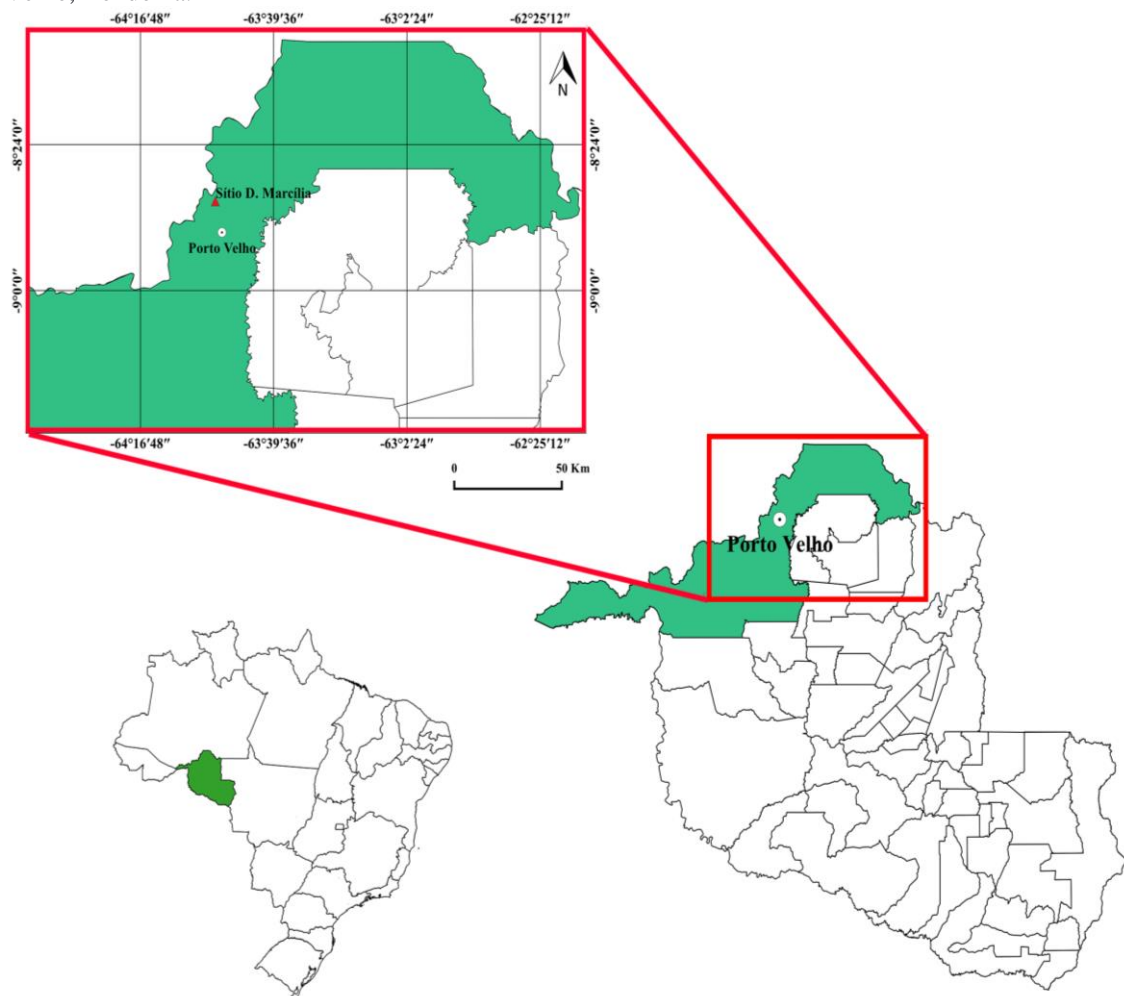 -64°16′48″ -63°39′36″ -63°2′24″ -62°25′12″
N
-8°24′0″ -8°24′0″
Sítio D. Marcília
Porto Velho
-9°0′0″ -9°0′0″
-64°16′48″ -63°39′36″ -63°2′24″ -62°25′12″
0 50 Km
Porto Velho